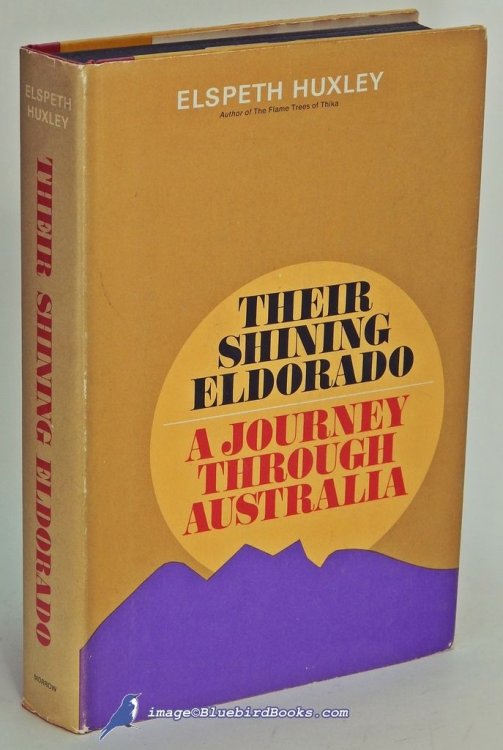 ELSPETH
HUXLEY
THEIR SHINING ELDORADO
MORROW
ELSPETH HUXLEY
Author of The Flame Trees of Thika
THEIR
SHINING
ELDORADO
A JOURNEY
THROUGH
AUSTRALIA
image©BluebirdBooks.com